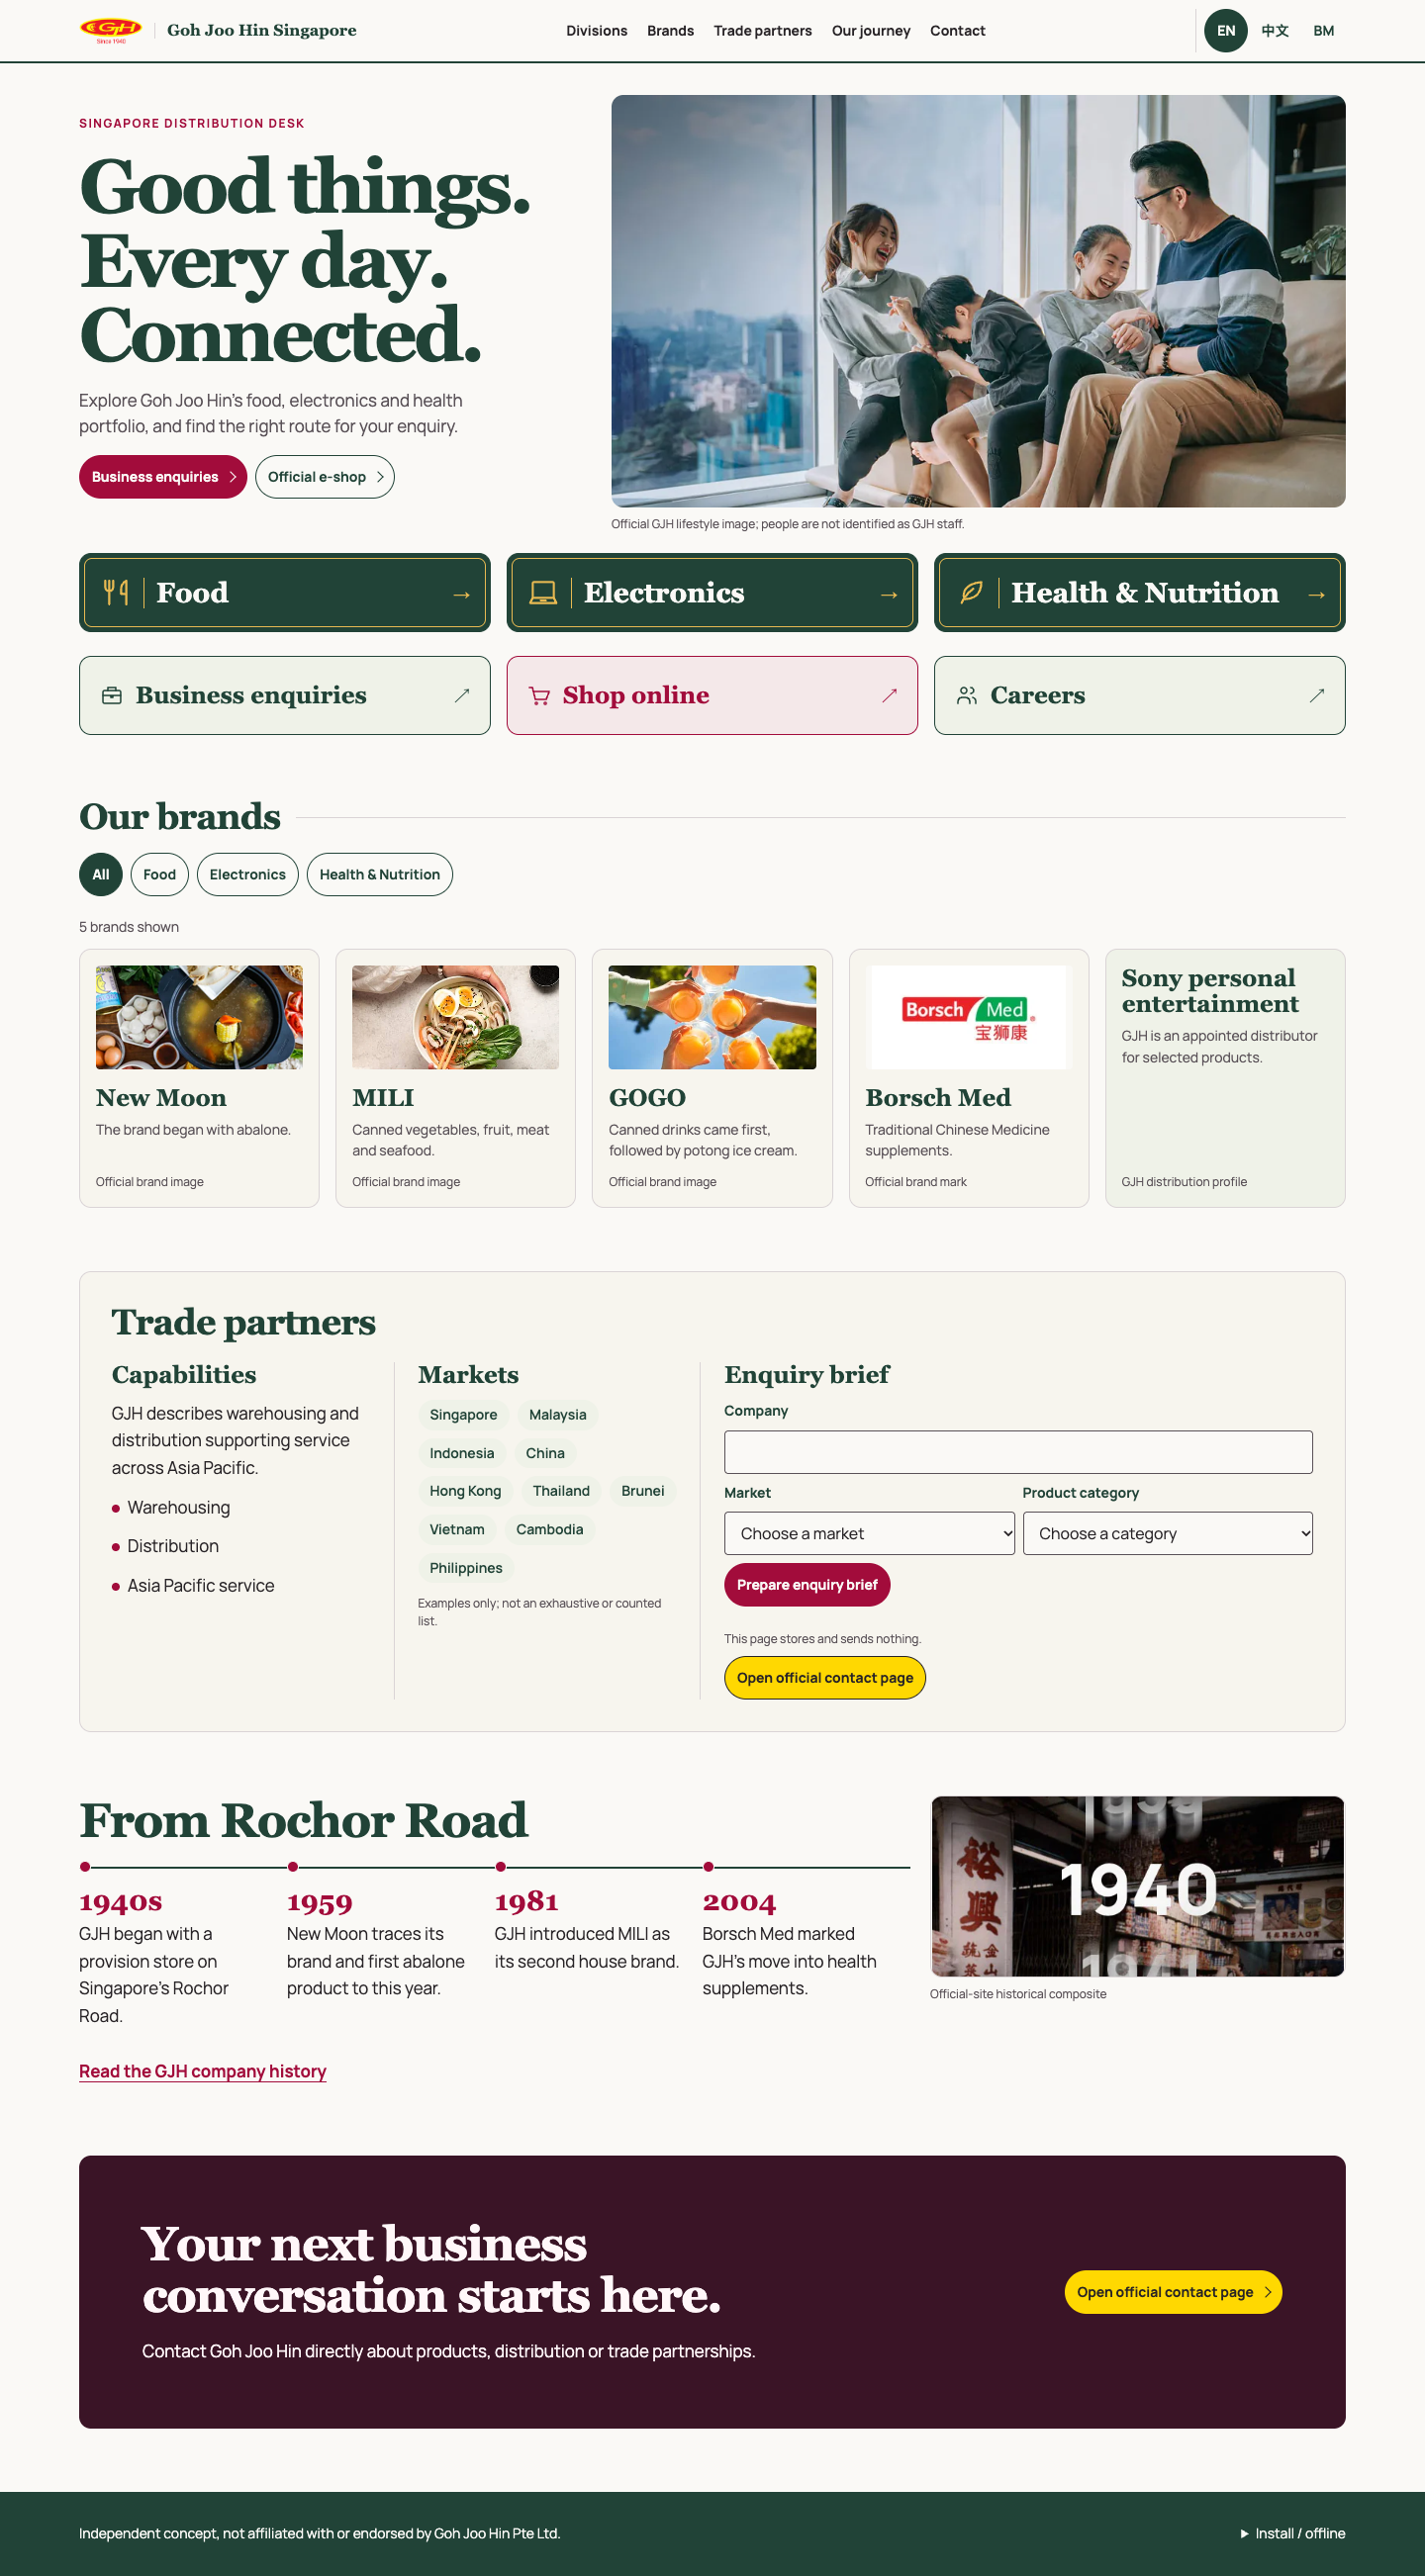 GJH
Since 1940
Goh Joo Hin Singapore
Divisions
Brands
Trade partners
Our journey
Contact
EN
中文
BM
SINGAPORE DISTRIBUTION DESK
Good things.
Every day.
Connected.
Explore Goh Joo Hin's food, electronics and health
portfolio, and find the right route for your enquiry.
Business enquiries
Official e-shop
Official GJH lifestyle image; people are not identified as GJH staff.
Food →
Electronics →
Health & Nutrition →
Business enquiries ↗
Shop online ↗
Careers ↗
Our brands
All
Food
Electronics
Health & Nutrition
5 brands shown
New Moon
The brand began with abalone.
Official brand image
MILI
Canned vegetables, fruit, meat
and seafood.
Official brand image
GOGO
Canned drinks came first,
followed by potong ice cream.
Official brand image
Borsch Med
宝狮康
Borsch Med
Traditional Chinese Medicine
supplements.
Official brand mark
Sony personal
entertainment
GJH is an appointed distributor
for selected products.
GJH distribution profile
Trade partners
Capabilities
GJH describes warehousing and
distribution supporting service
across Asia Pacific.
Warehousing
Distribution
Asia Pacific service
Markets
Singapore
Malaysia
Indonesia
China
Hong Kong
Thailand
Brunei
Vietnam
Cambodia
Philippines
Examples only; not an exhaustive or counted
list.
Enquiry brief
Company
Market
Product category
Choose a market
Choose a category
Prepare enquiry brief
This page stores and sends nothing.
Open official contact page
From Rochor Road
1940s
GJH began with a
provision store on
Singapore's Rochor
Road.
1959
New Moon traces its
brand and first abalone
product to this year.
1981
GJH introduced MILI as
its second house brand.
2004
Borsch Med marked
GJH's move into health
supplements.
1939
1940
1941
裕興
Official-site historical composite
Read the GJH company history
Your next business
conversation starts here.
Contact Goh Joo Hin directly about products, distribution or trade partnerships.
Open official contact page
Independent concept, not affiliated with or endorsed by Goh Joo Hin Pte Ltd.
Install / offline